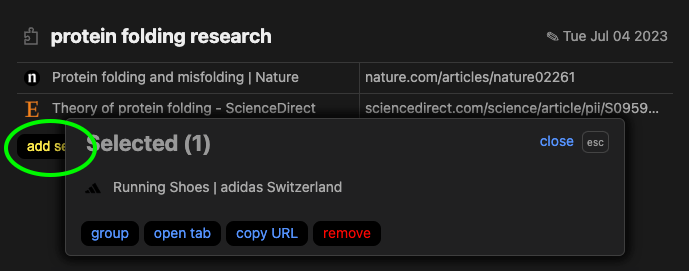 protein folding research
Tue Jul 04 2023
n Protein folding and misfolding | Nature nature.com/articles/nature02261
E Theory of protein folding - ScienceDirect sciencedirect.com/science/article/pii/S0959...
add se
Selected (1) close esc
Running Shoes | adidas Switzerland
group open tab copy URL remove